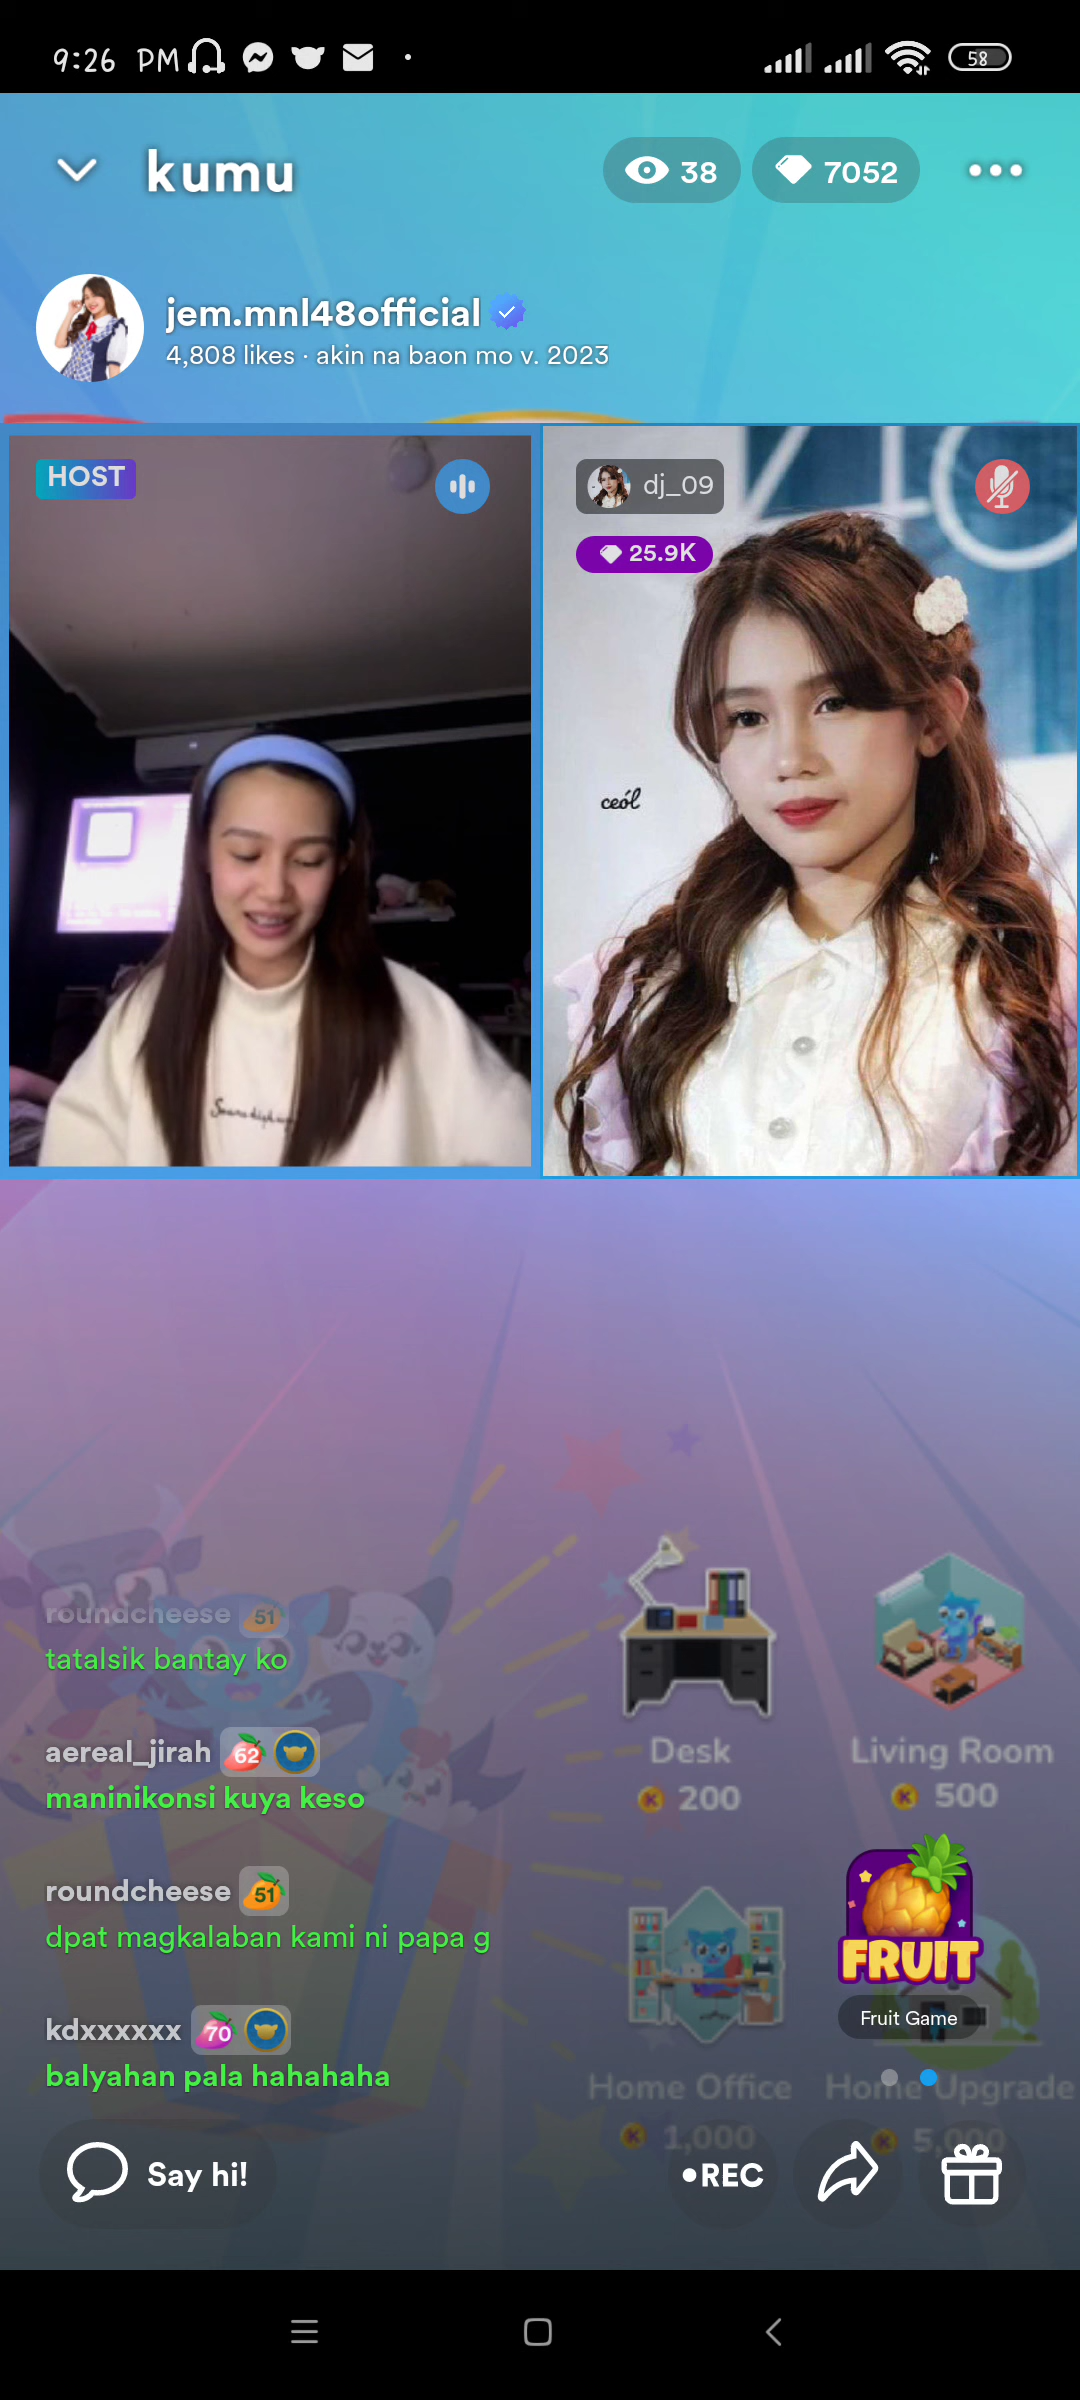 9:26 PM
58
kumu
38
7052
jem.mnl48official
4,808 likes · akin na baon mo v. 2023
HOST
dj_09
25.9K
ceól
roundcheese 51
tatalsik bantay ko
aereal_jirah 62
maninikonsi kuya keso
roundcheese 51
dpat magkalaban kami ni papa g
kdxxxxxx 70
balyahan pala hahahaha
Desk
200
Living Room
500
FRUIT
Fruit Game
Home Office
1,000
Home Upgrade
5,000
Say hi!
•REC